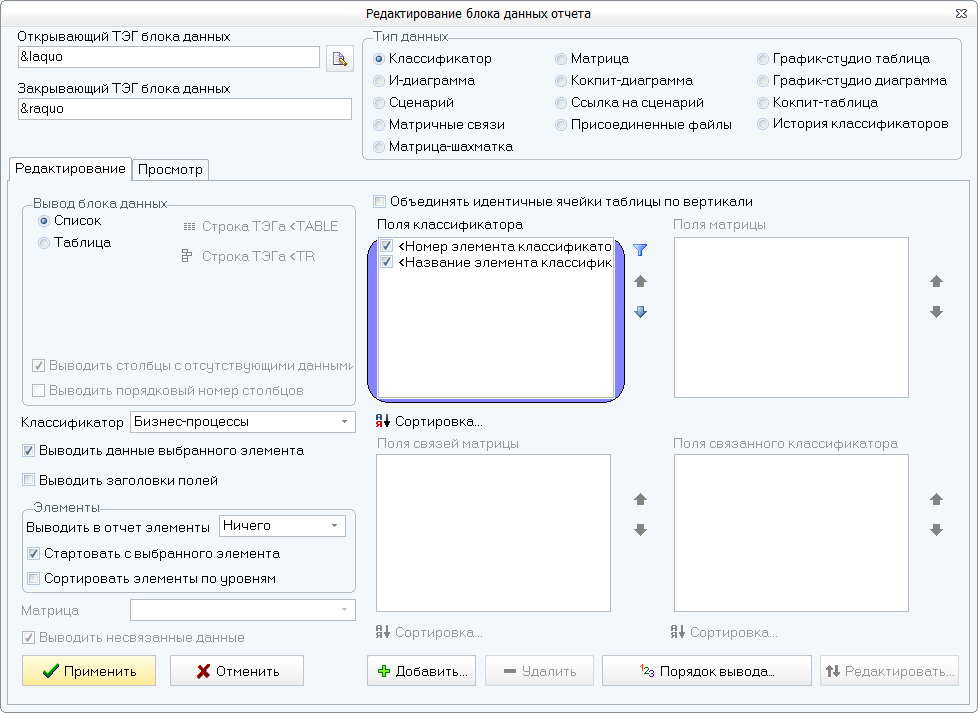 Редактирование блока данных отчета
Открывающий ТЭГ блока данных
&laquo
Закрывающий ТЭГ блока данных
&raquo
Тип данных
Классификатор
Матрица
График-студио таблица
И-диаграмма
Кокпит-диаграмма
График-студио диаграмма
Сценарий
Ссылка на сценарий
Кокпит-таблица
Матричные связи
Присоединенные файлы
История классификаторов
Матрица-шахматка
Редактирование
Просмотр
Вывод блока данных
Список
Таблица
Строка ТЭГа <TABLE
Строка ТЭГа <TR
Выводить столбцы с отсутствующими данными
Выводить порядковый номер столбцов
Классификатор
Бизнес-процессы
Выводить данные выбранного элемента
Выводить заголовки полей
Элементы
Выводить в отчет элементы
Ничего
Стартовать с выбранного элемента
Сортировать элементы по уровням
Матрица
Выводить несвязанные данные
Применить
Отменить
Объединять идентичные ячейки таблицы по вертикали
Поля классификатора
<Номер элемента классификато
<Название элемента классифик
Поля матрицы
Сортировка...
Поля связей матрицы
Поля связанного классификатора
Сортировка...
Сортировка...
Добавить...
Удалить
Порядок вывода...
Редактировать...